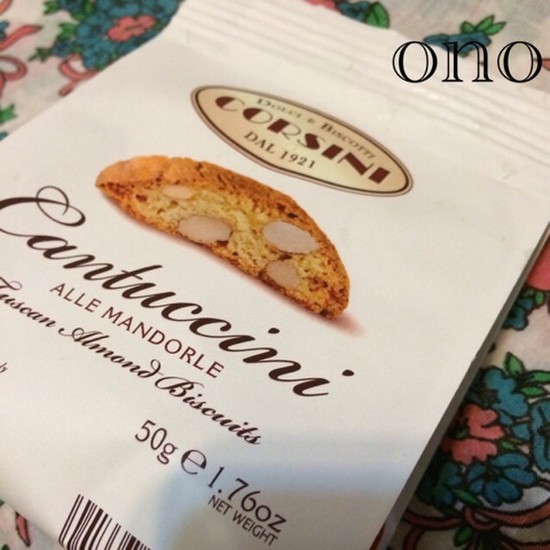 ono
DOLCI E BISCOTTI
CORSINI
DAL 1921
Cantuccini
ALLE MANDORLE
Tuscan Almond Biscuits
50g ℮ 1.76oz
NET WEIGHT